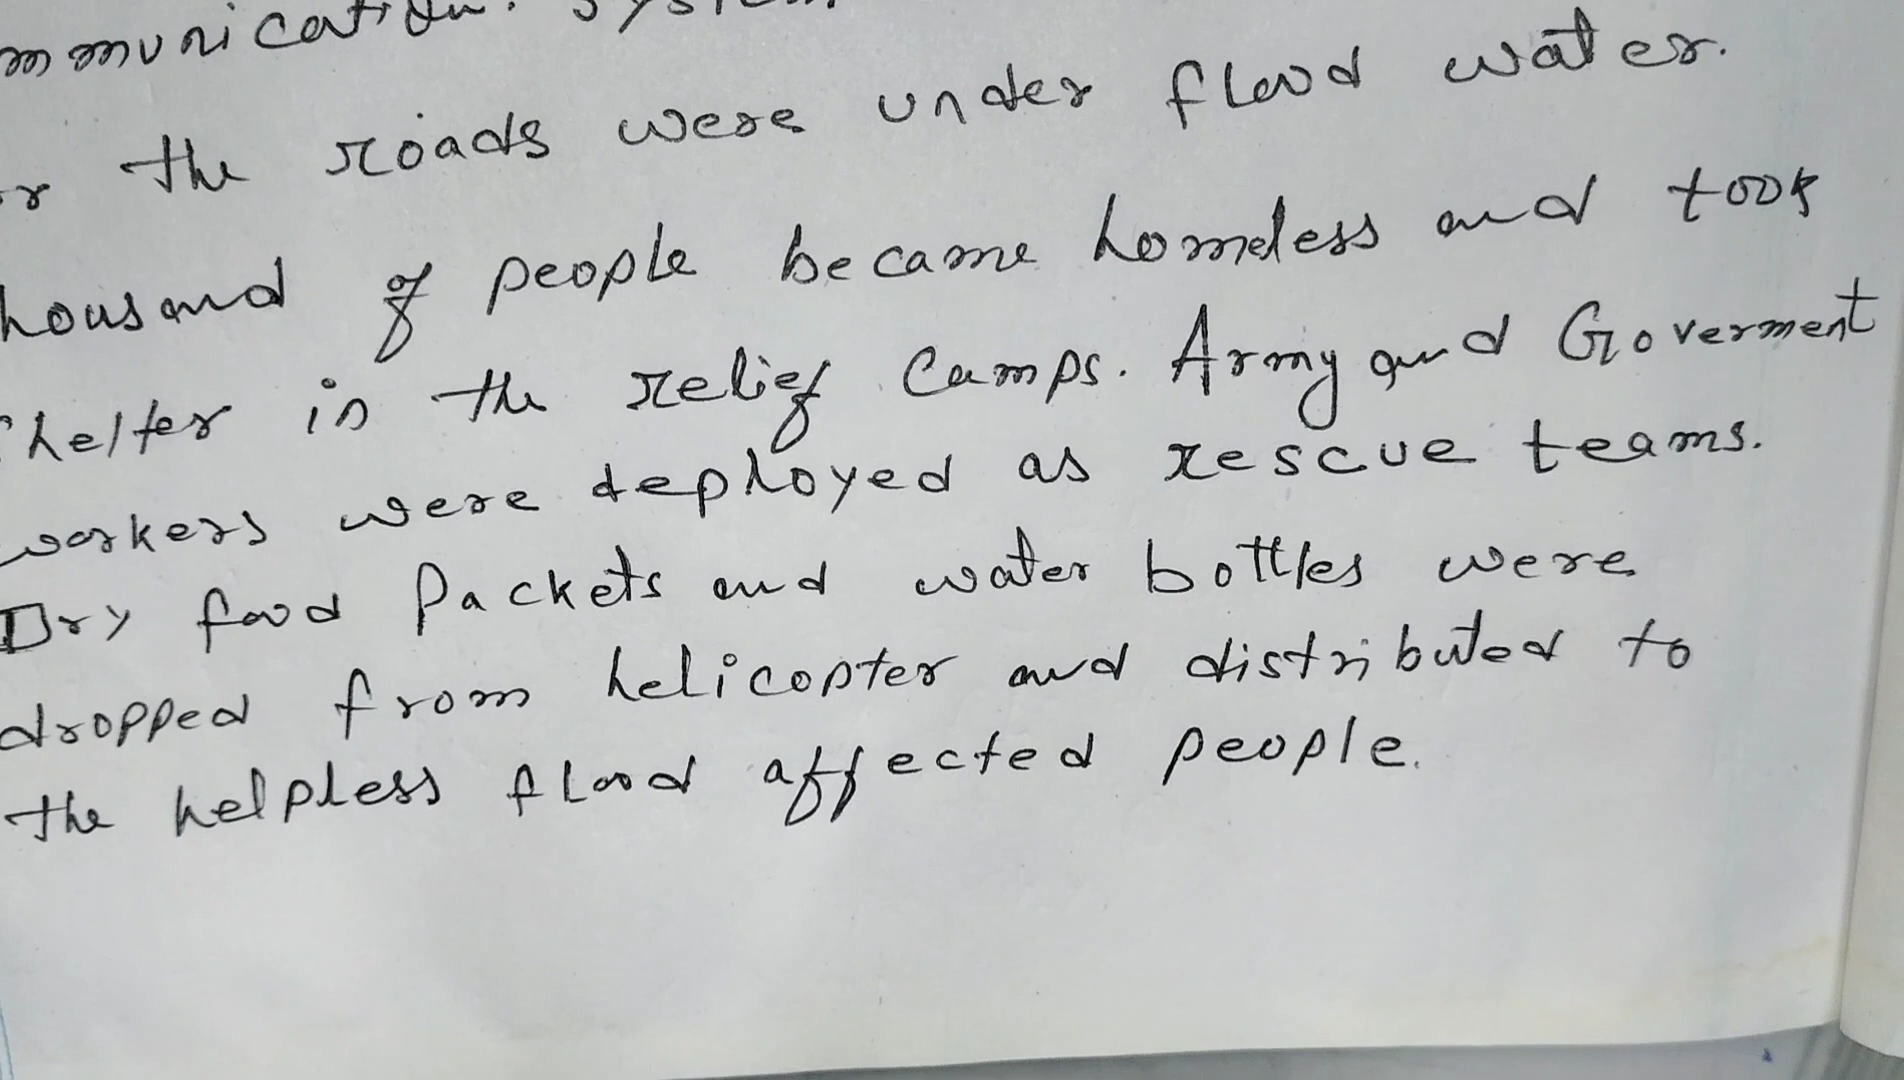 mmunication. system
r the roads were under flood water.
housand of people became homeless and took
helter in the relief Camps. Army and Goverment
workers were deployed as rescue teams.
Dry food Packets and water bottles were
dropped from helicopter and distributed to
the helpless flood affected people.